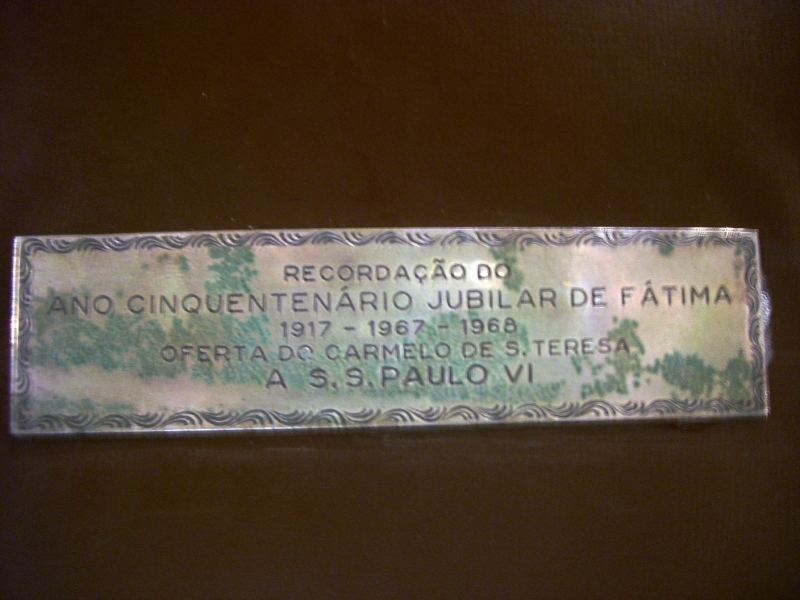 RECORDAÇÃO DO
ANO CINQUENTENÁRIO JUBILAR DE FÁTIMA
1917 - 1967 - 1968
OFERTA DO CARMELO DE S. TERESA
A S.S. PAULO VI